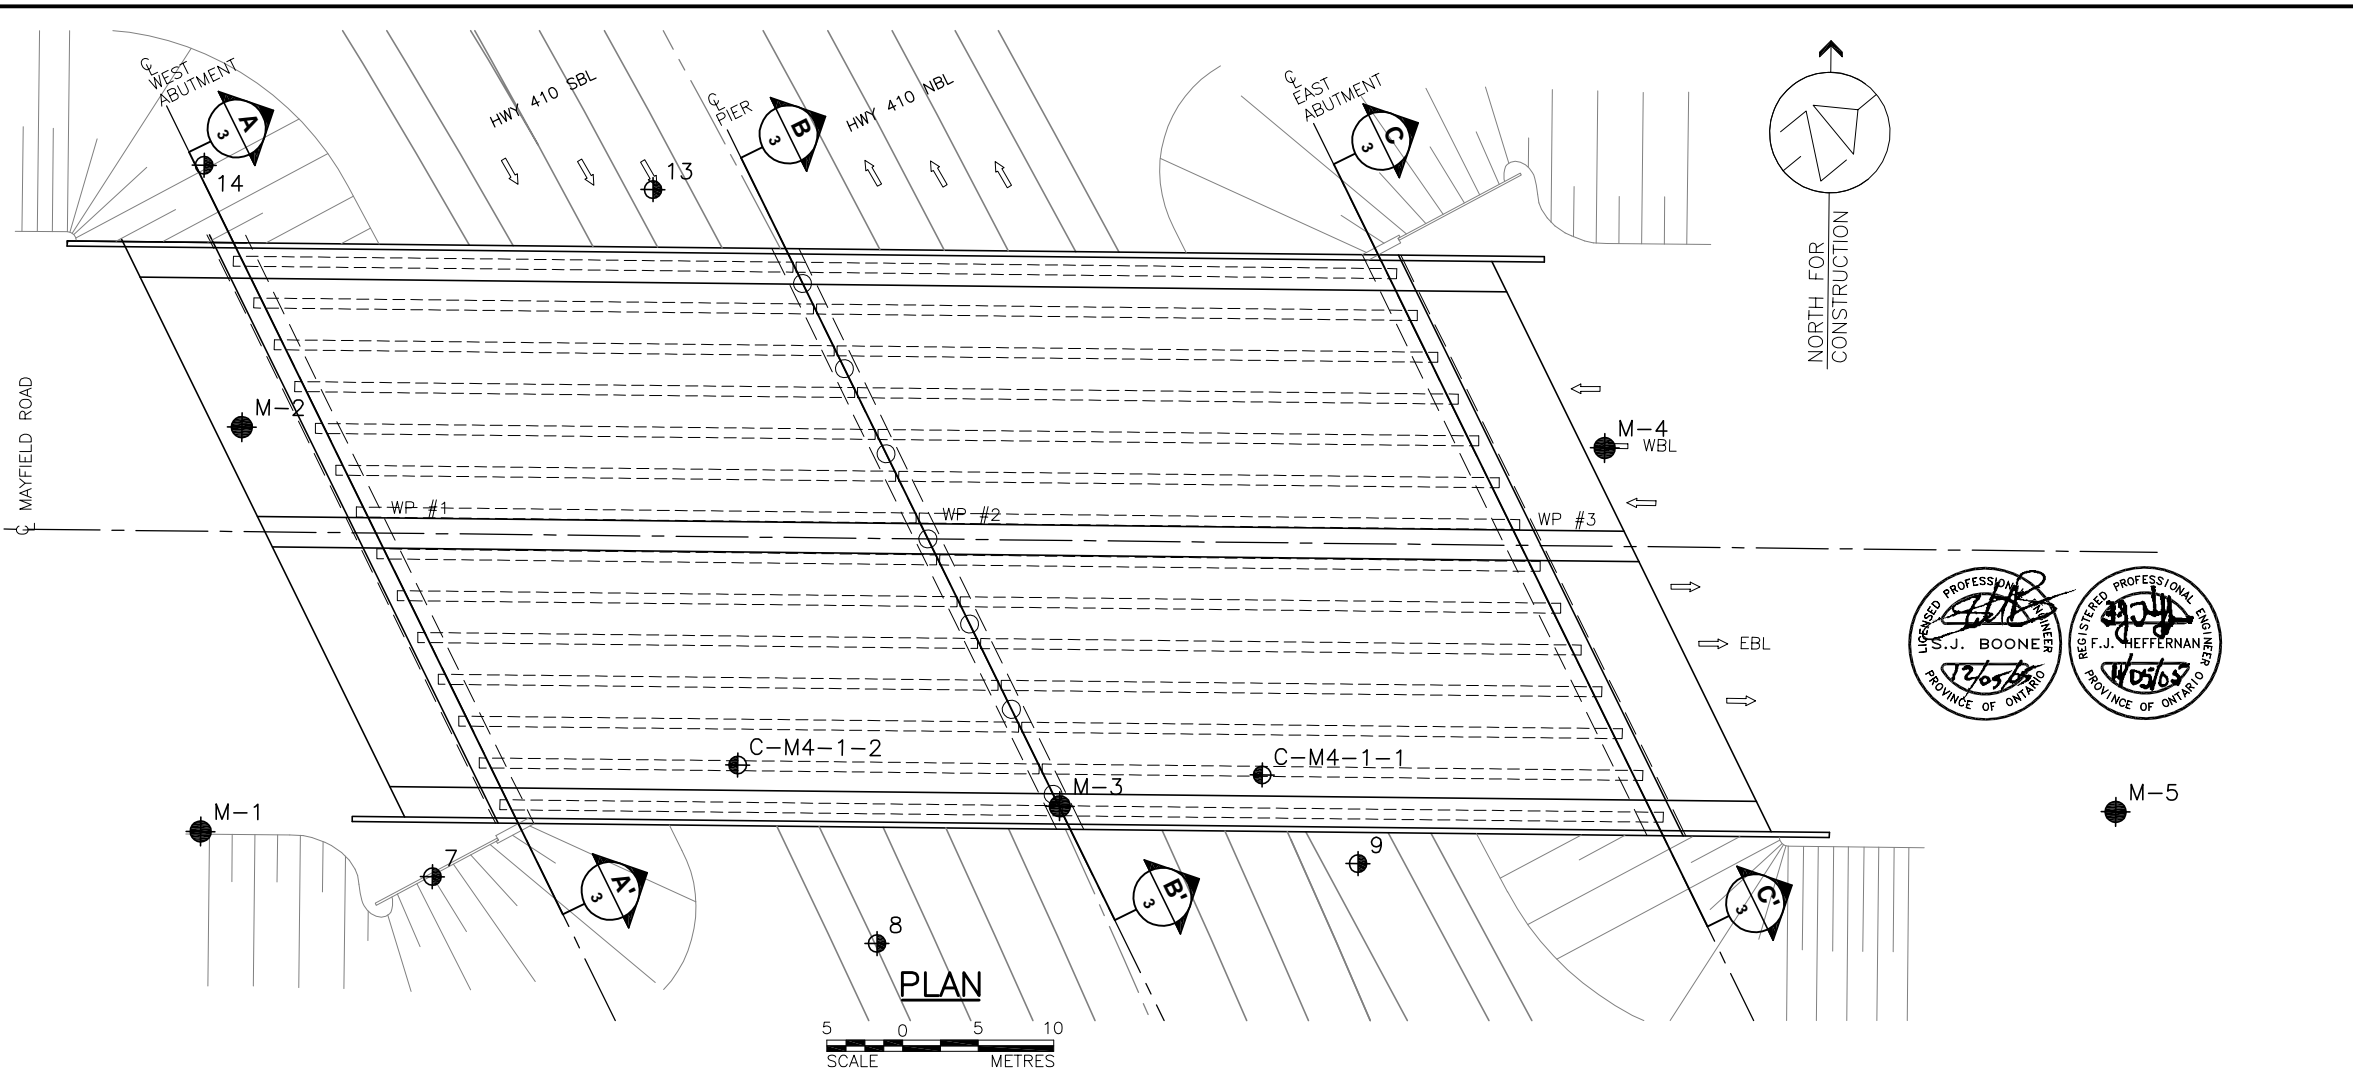 ℄ WEST
ABUTMENT
A
3
14
HWY 410 SBL
13
℄
PIER
B
3
HWY 410 NBL
℄
EAST
ABUTMENT
C
3
NORTH FOR
CONSTRUCTION
℄ MAYFIELD ROAD
M-2
M-4
WBL
WP #1
WP #2
WP #3
EBL
LICENSED PROFESSIONAL ENGINEER
S.J. BOONE
12/05/05
PROVINCE OF ONTARIO
REGISTERED PROFESSIONAL ENGINEER
F.J. HEFFERNAN
PROVINCE OF ONTARIO
C-M4-1-2
C-M4-1-1
M-3
M-1
M-5
7
9
8
A'
3
B'
3
C'
3
PLAN
5 0 5 10
SCALE METRES